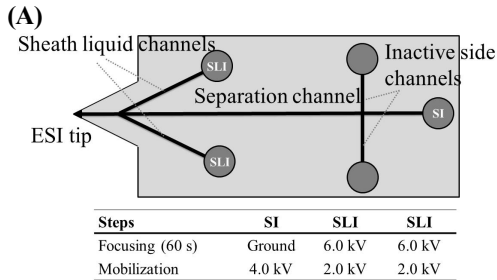 (A)
Sheath liquid channels
SLI
Inactive side
channels
Separation channel
SI
ESI tip
SLI
Steps SI SLI SLI
Focusing (60 s) Ground 6.0 kV 6.0 kV
Mobilization 4.0 kV 2.0 kV 2.0 kV